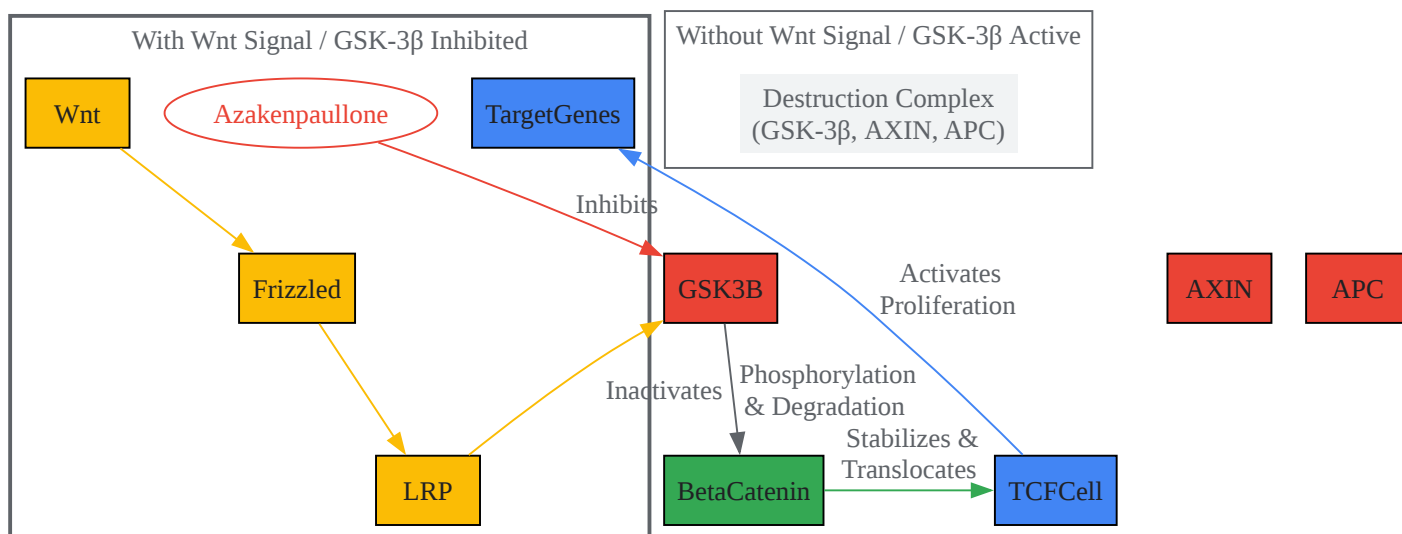 With Wnt Signal / GSK-3β Inhibited
Without Wnt Signal / GSK-3β Active
Wnt
Azakenpaullone
TargetGenes
Destruction Complex
(GSK-3β, AXIN, APC)
Inhibits
Frizzled
GSK3B
Activates
Proliferation
AXIN
APC
Inactivates
Phosphorylation
& Degradation
Stabilizes &
Translocates
LRP
BetaCatenin
TCFCell